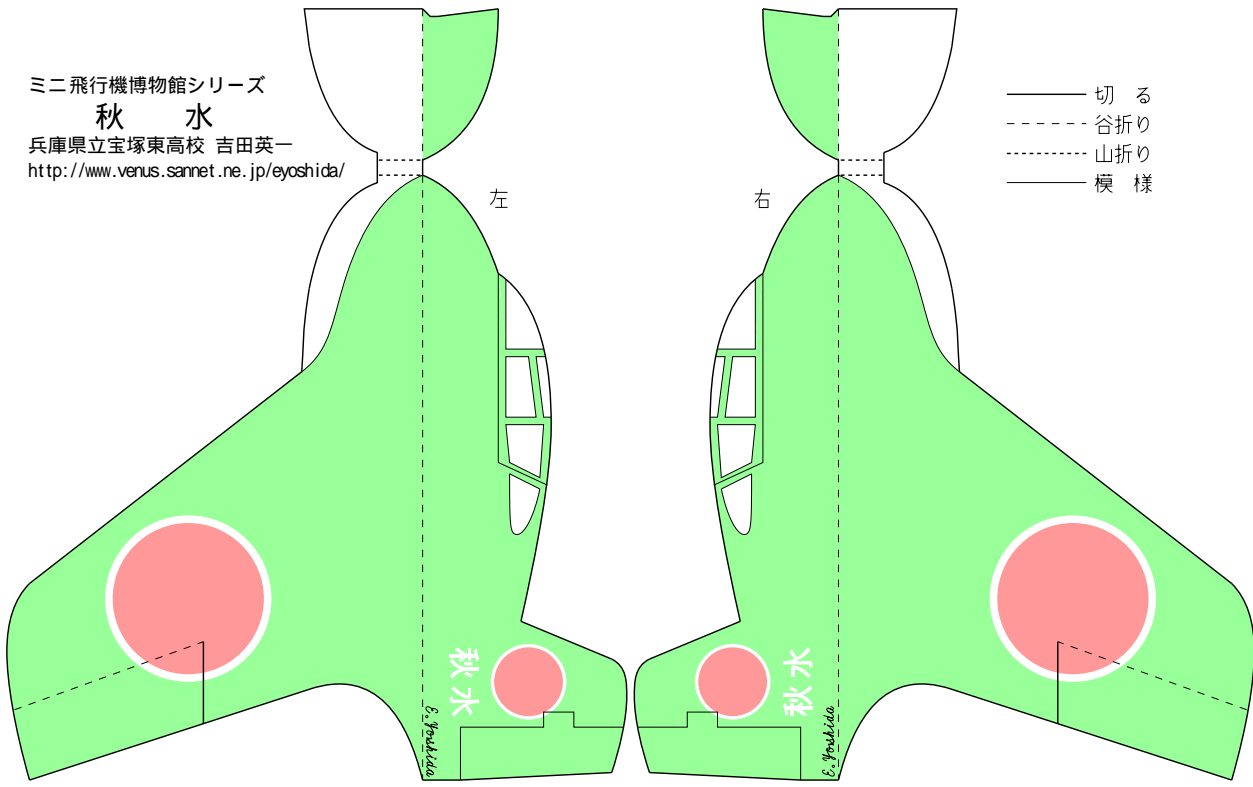 ミニ飛行機博物館シリーズ
秋　水
兵庫県立宝塚東高校 吉田英一
http://www.venus.sannet.ne.jp/eyoshida/
左
右
切 る
谷折り
山折り
模 様
秋水
E.Yoshida
秋水
E.Yoshida